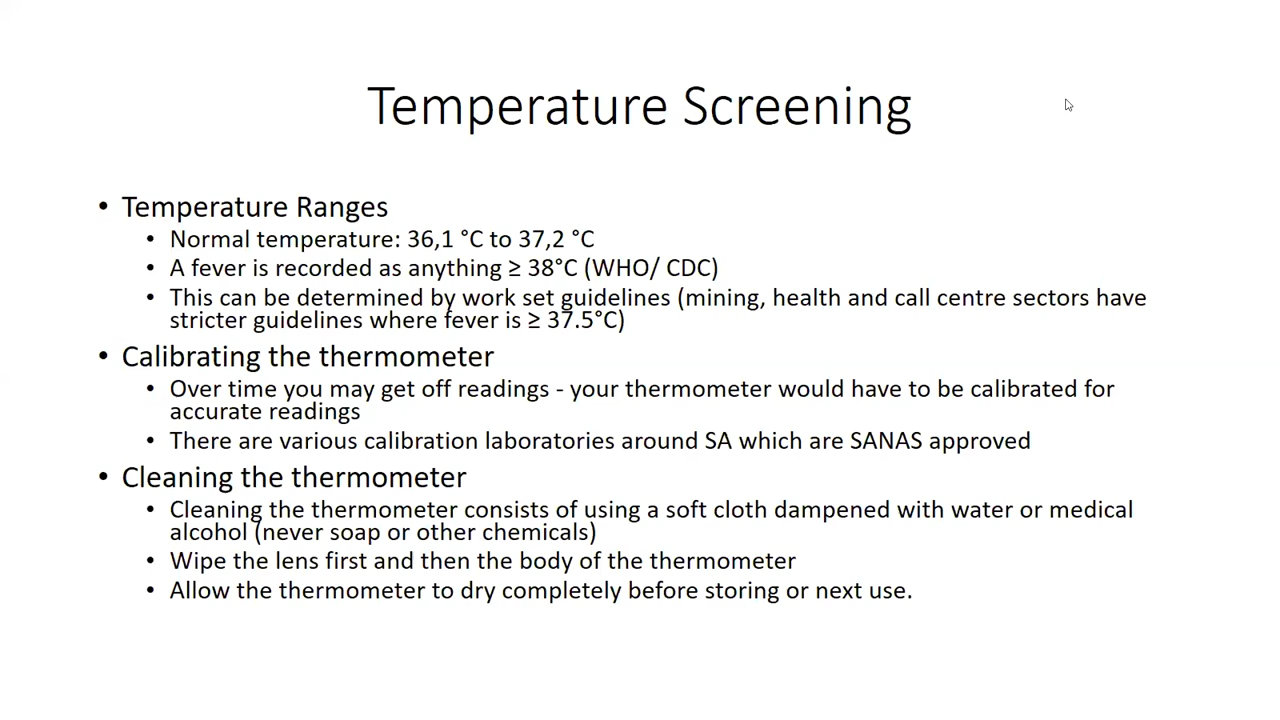 Temperature Screening
• Temperature Ranges
• Normal temperature: 36,1 °C to 37,2 °C
• A fever is recorded as anything ≥ 38°C (WHO/ CDC)
• This can be determined by work set guidelines (mining, health and call centre sectors have
stricter guidelines where fever is ≥ 37.5°C)
• Calibrating the thermometer
• Over time you may get off readings - your thermometer would have to be calibrated for
accurate readings
• There are various calibration laboratories around SA which are SANAS approved
• Cleaning the thermometer
• Cleaning the thermometer consists of using a soft cloth dampened with water or medical
alcohol (never soap or other chemicals)
• Wipe the lens first and then the body of the thermometer
• Allow the thermometer to dry completely before storing or next use.